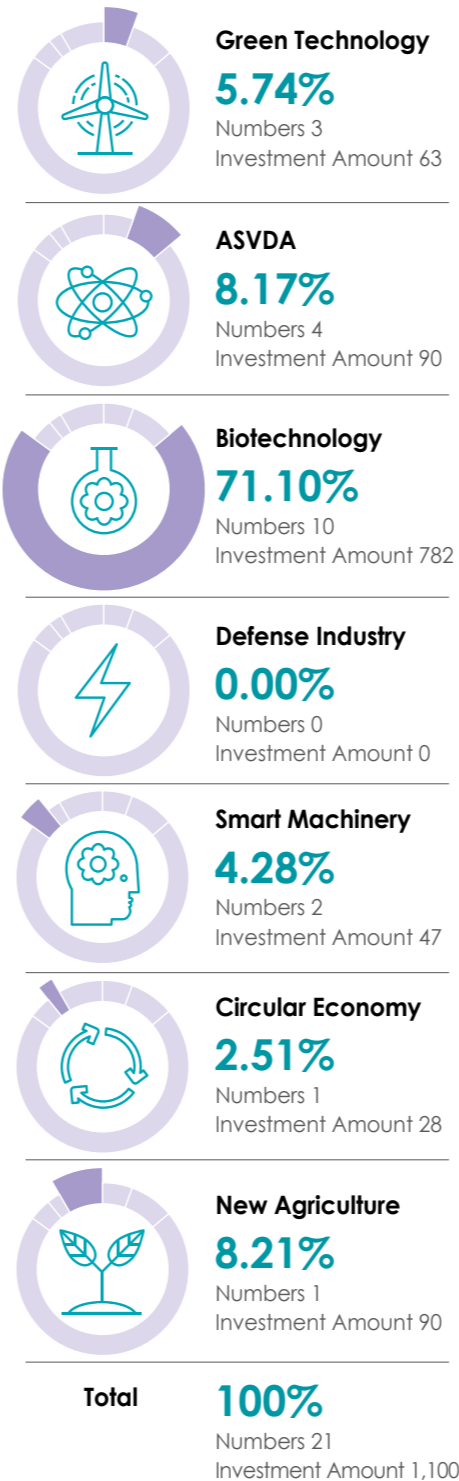 Green Technology
5.74%
Numbers 3
Investment Amount 63
ASVDA
8.17%
Numbers 4
Investment Amount 90
Biotechnology
71.10%
Numbers 10
Investment Amount 782
Defense Industry
0.00%
Numbers 0
Investment Amount 0
Smart Machinery
4.28%
Numbers 2
Investment Amount 47
Circular Economy
2.51%
Numbers 1
Investment Amount 28
New Agriculture
8.21%
Numbers 1
Investment Amount 90
Total
100%
Numbers 21
Investment Amount 1,100